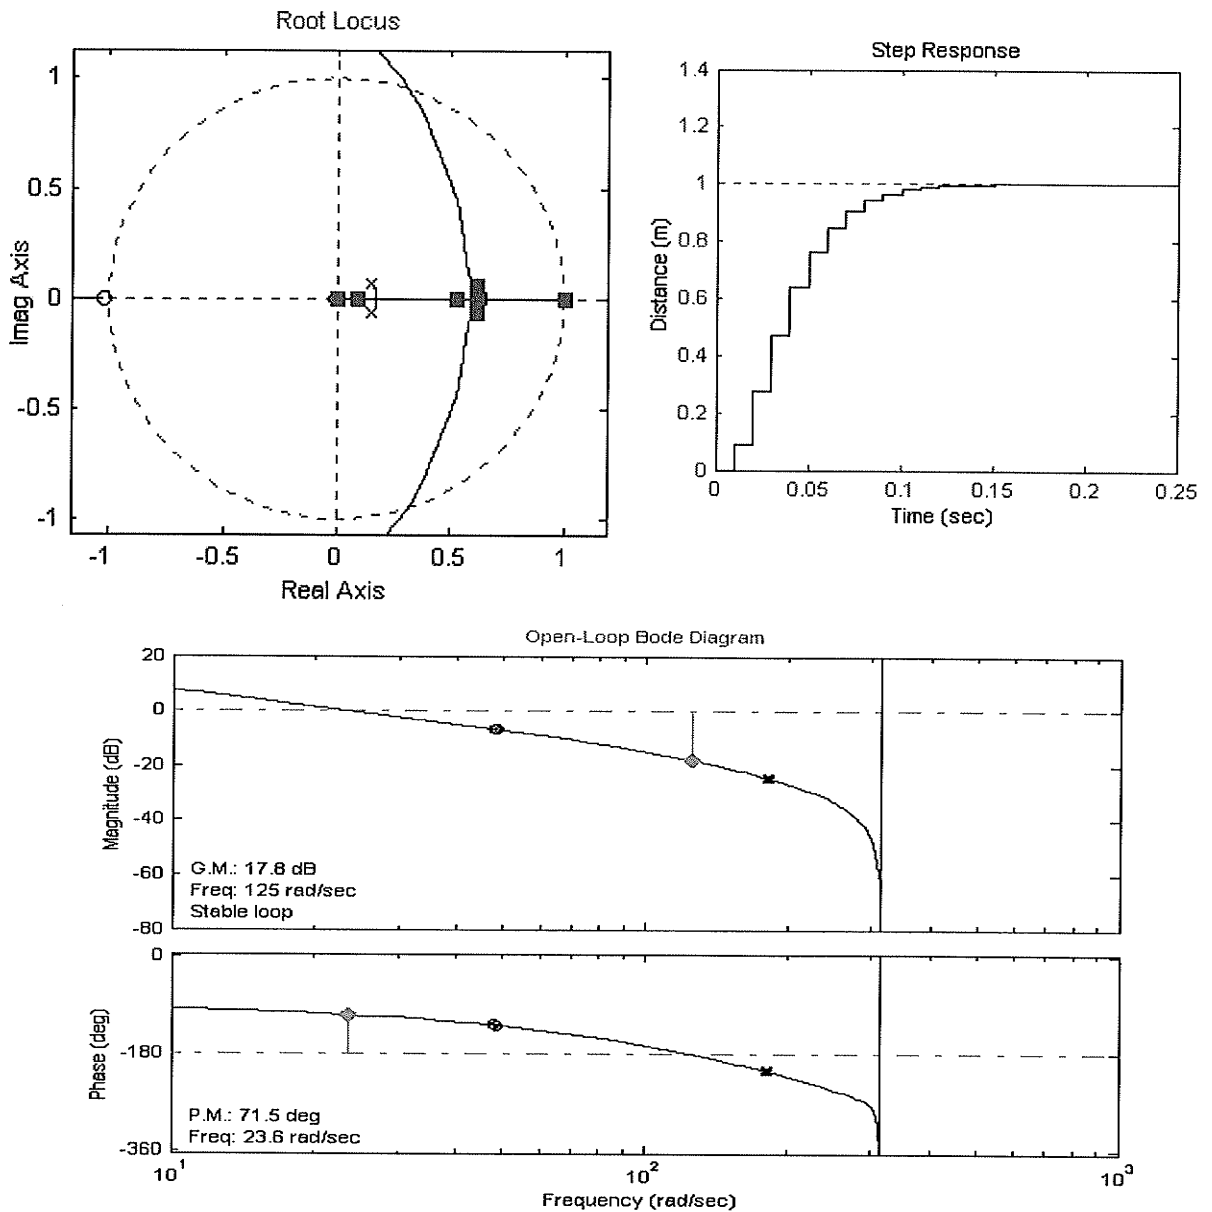 Root Locus
1
0.5
0
-0.5
-1
Imag Axis
-1
-0.5
0
0.5
1
Real Axis
Step Response
1.4
1.2
1
0.8
0.6
0.4
0.2
0
Distance (m)
0
0.05
0.1
0.15
0.2
0.25
Time (sec)
Open-Loop Bode Diagram
20
0
-20
-40
-60
-80
Magnitude (dB)
G.M.: 17.8 dB
Freq: 125 rad/sec
Stable loop
0
-180
-360
Phase (deg)
P.M.: 71.5 deg
Freq: 23.6 rad/sec
10^1
10^2
10^3
Frequency (rad/sec)